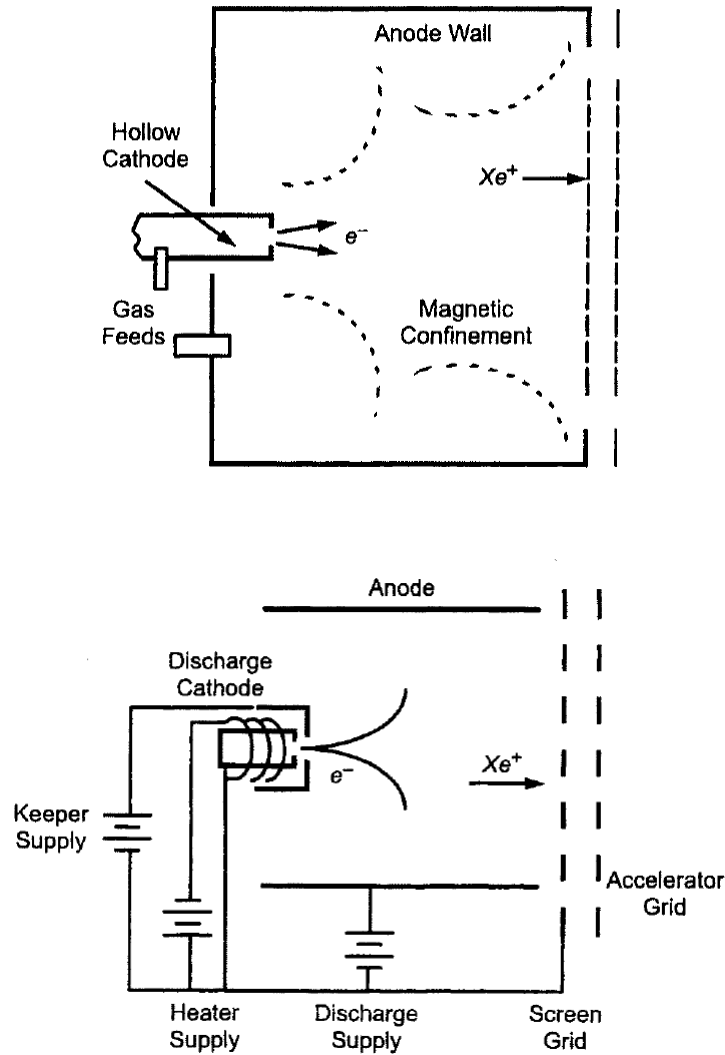 Anode Wall
Hollow
Cathode
Xe⁺
e⁻
Gas
Feeds
Magnetic
Confinement
Anode
Discharge
Cathode
e⁻
Xe⁺
Keeper
Supply
Accelerator
Grid
Heater
Supply
Discharge
Supply
Screen
Grid